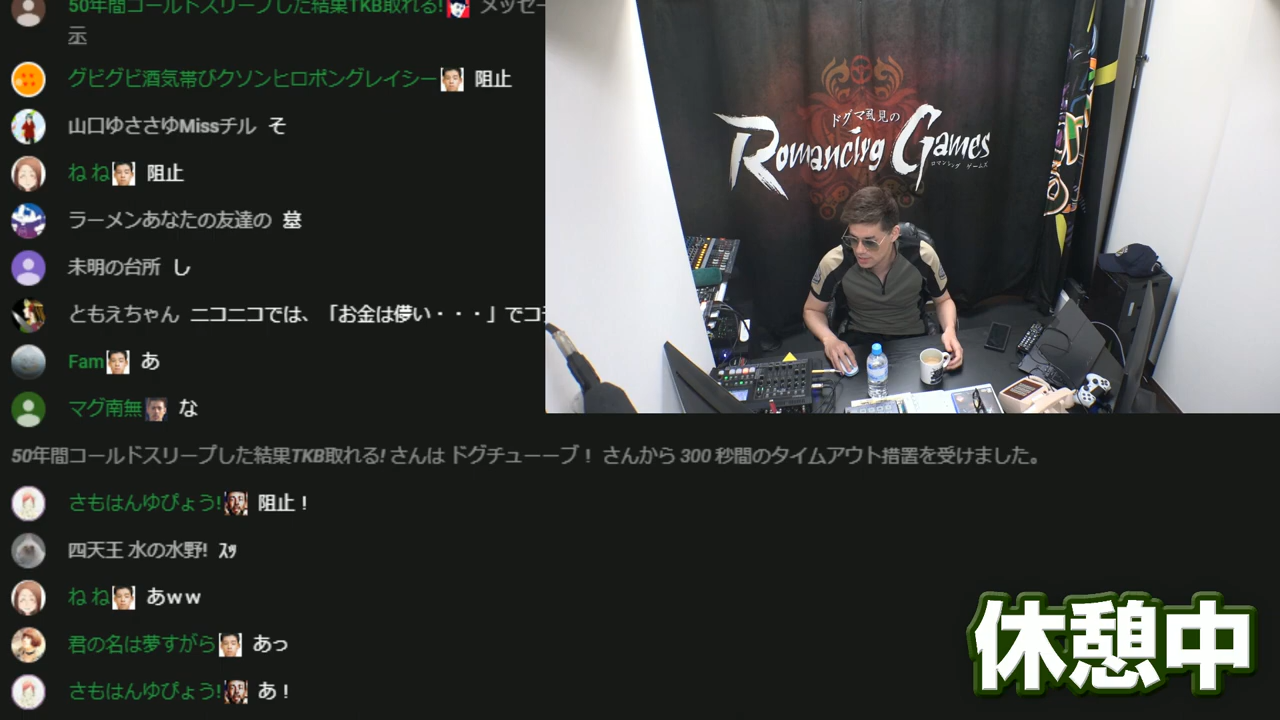 50年間コールドスリープした結果TKB取れる! メッセー
示
グビグビ酒気帯びクソンヒロポングレイシー 阻止
山口ゆささゆMissチル そ
ね ね 阻止
ラーメンあなたの友達の 墓
未明の台所 し
ともえちゃん ニコニコでは、「お金は儚い・・・」でコ
Fam あ
マグ南無 な
50年間コールドスリープした結果TKB取れる! さんは ドグチューーブ！ さんから 300 秒間のタイムアウト措置を受けました。
さもはんゆぴょう! 阻止！
四天王 水の水野! ｽｯ
ね ね あｗｗ
君の名は夢すがら あっ
さもはんゆぴょう! あ！
ドグマ風見の
Romancing Games
ロマンシング ゲームズ
休憩中